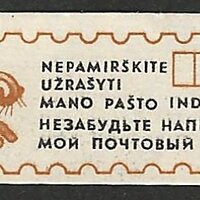 NEPAMIRŠKITE
UŽRAŠYTI
MANO PAŠTO IND
НЕЗАБУДЬТЕ НАП
МОЙ ПОЧТОВЫЙ